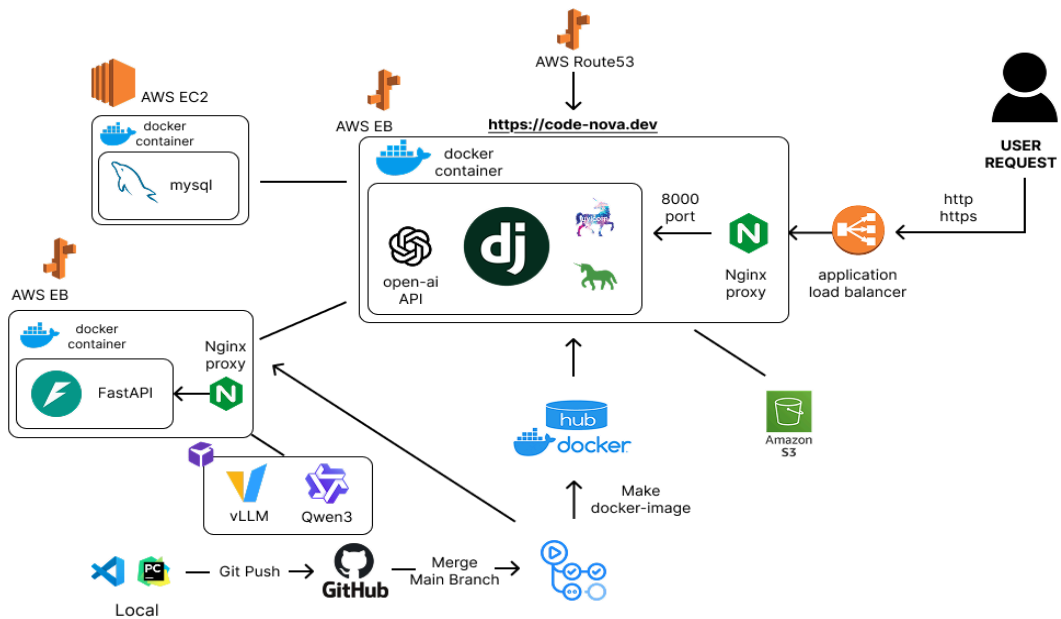 AWS Route53
AWS EC2
docker
container
mysql
AWS EB
https://code-nova.dev
docker
container
open-ai
API
dj
8000
port
Nginx
proxy
application
load balancer
http
https
USER
REQUEST
AWS EB
docker
container
Nginx
proxy
FastAPI
vLLM
Qwen3
hub
docker
Amazon
S3
Make
docker-image
PC
Local
Git Push
GitHub
Merge
Main Branch